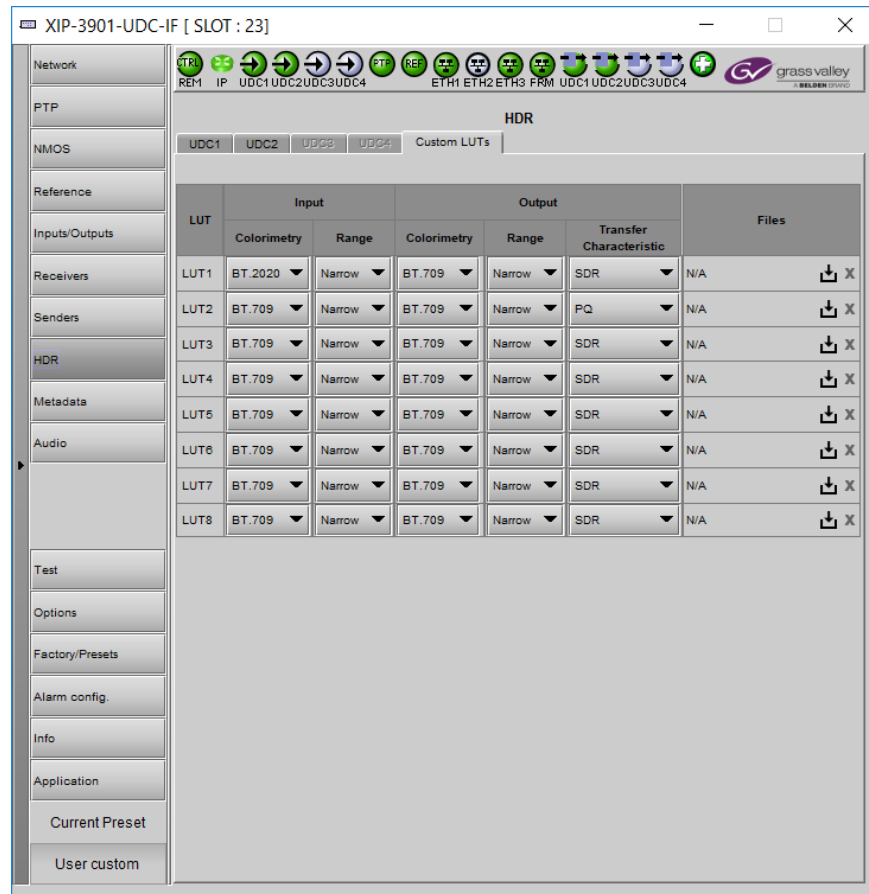 XIP-3901-UDC-IF [ SLOT : 23]
CTRL PTP REF
REM IP UDC1 UDC2 UDC3 UDC4 ETH1 ETH2 ETH3 FRM UDC1 UDC2 UDC3 UDC4
GV grass valley
A BELDEN BRAND
Network
PTP
NMOS
Reference
Inputs/Outputs
Receivers
Senders
HDR
Metadata
Audio
Test
Options
Factory/Presets
Alarm config.
Info
Application
Current Preset
User custom
HDR
UDC1 UDC2 UDC3 UDC4 Custom LUTs
LUT Input Output Files
Colorimetry Range Colorimetry Range Transfer Characteristic
LUT1 BT.2020 Narrow BT.709 Narrow SDR N/A X
LUT2 BT.709 Narrow BT.709 Narrow PQ N/A X
LUT3 BT.709 Narrow BT.709 Narrow SDR N/A X
LUT4 BT.709 Narrow BT.709 Narrow SDR N/A X
LUT5 BT.709 Narrow BT.709 Narrow SDR N/A X
LUT6 BT.709 Narrow BT.709 Narrow SDR N/A X
LUT7 BT.709 Narrow BT.709 Narrow SDR N/A X
LUT8 BT.709 Narrow BT.709 Narrow SDR N/A X